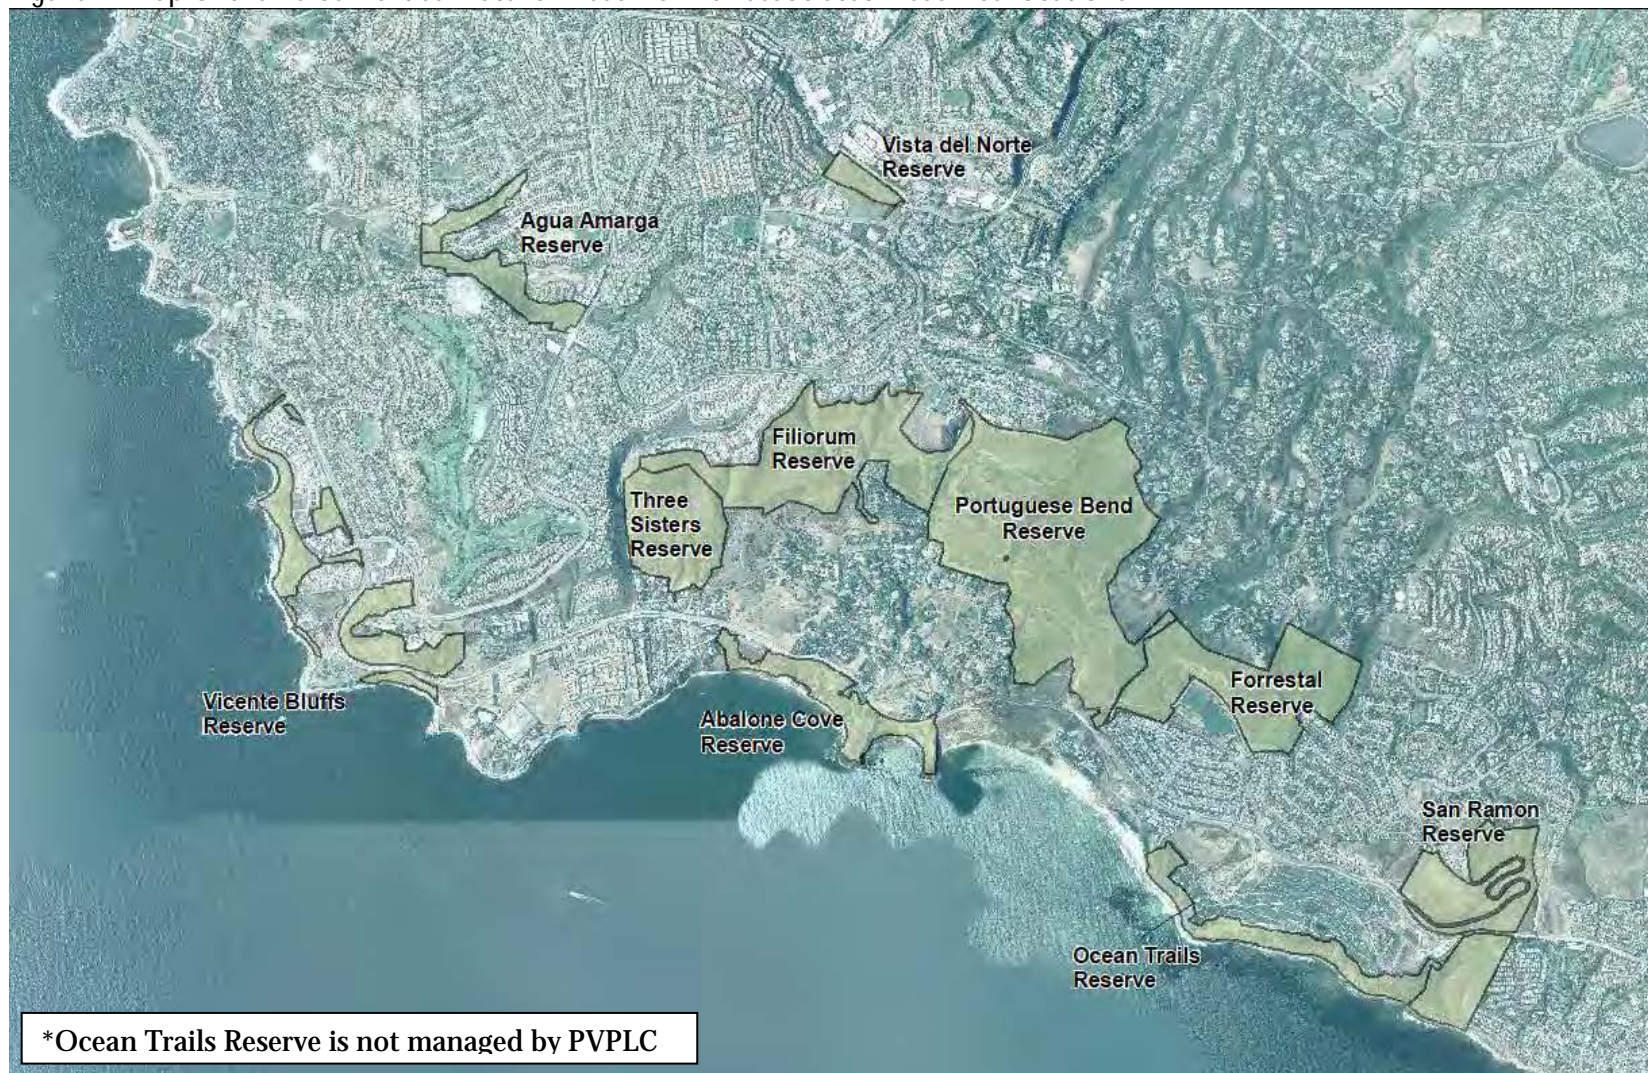 Vista del Norte
Reserve
Agua Amarga
Reserve
Filiorum
Reserve
Three
Sisters
Reserve
Portuguese Bend
Reserve
Forrestal
Reserve
Vicente Bluffs
Reserve
Abalone Cove
Reserve
San Ramon
Reserve
Ocean Trails
Reserve
*Ocean Trails Reserve is not managed by PVPLC